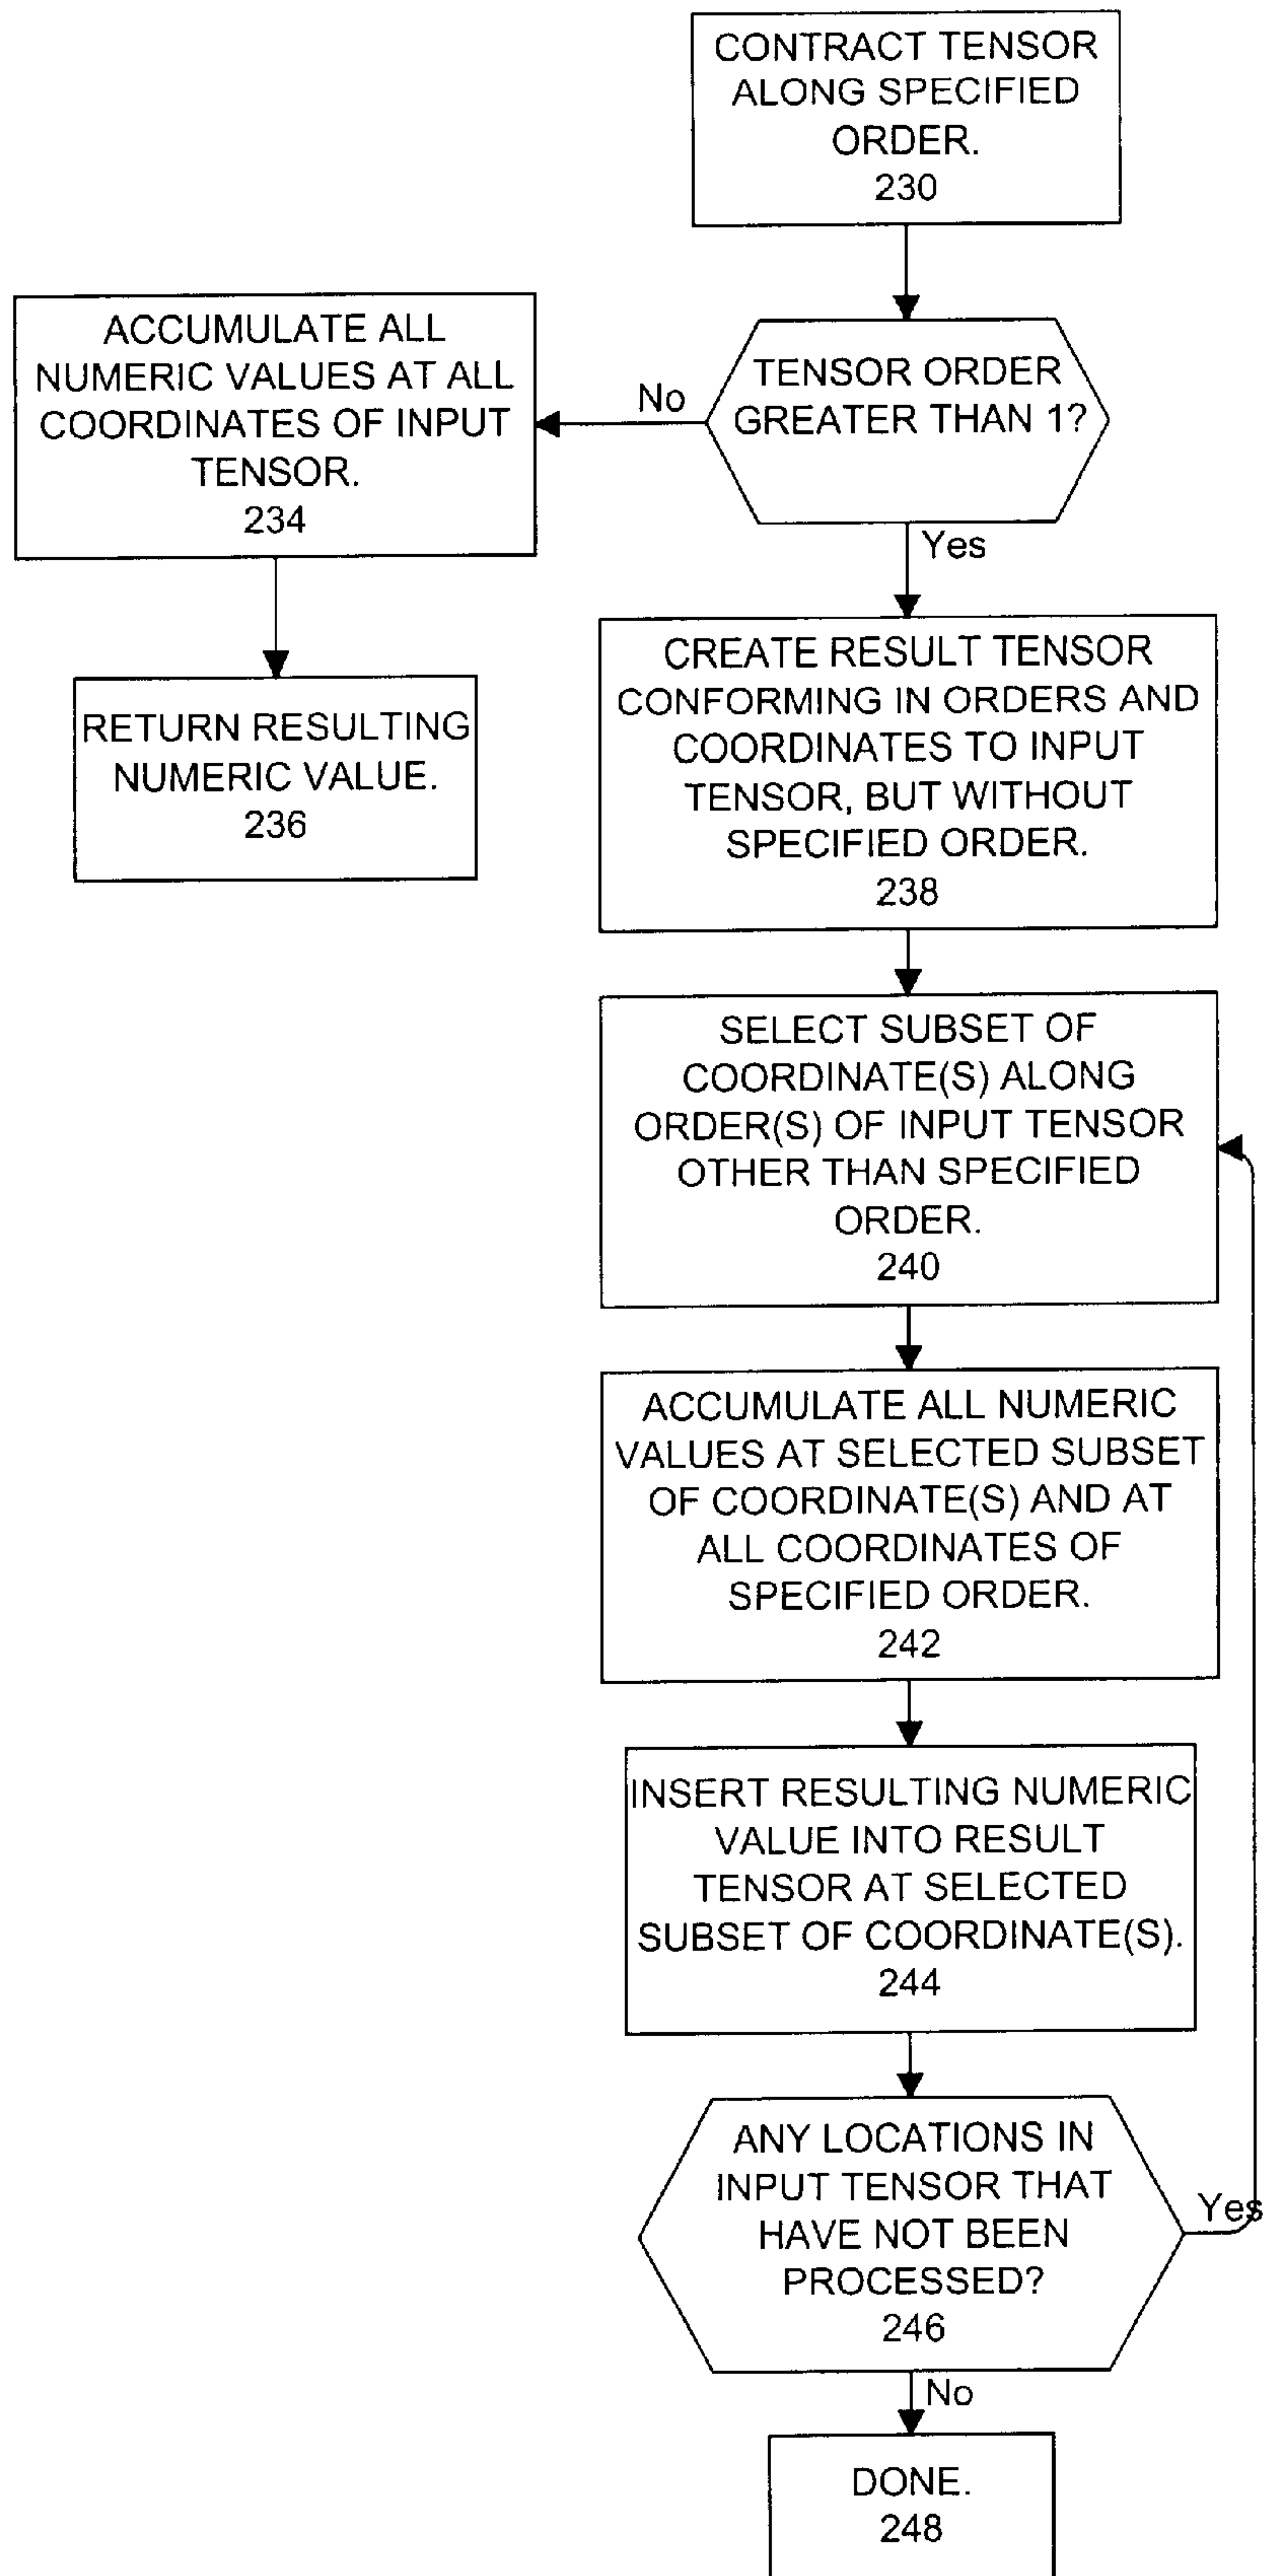 CONTRACT TENSOR
ALONG SPECIFIED
ORDER.
230
TENSOR ORDER
GREATER THAN 1?
No
Yes
ACCUMULATE ALL
NUMERIC VALUES AT ALL
COORDINATES OF INPUT
TENSOR.
234
RETURN RESULTING
NUMERIC VALUE.
236
CREATE RESULT TENSOR
CONFORMING IN ORDERS AND
COORDINATES TO INPUT
TENSOR, BUT WITHOUT
SPECIFIED ORDER.
238
SELECT SUBSET OF
COORDINATE(S) ALONG
ORDER(S) OF INPUT TENSOR
OTHER THAN SPECIFIED
ORDER.
240
ACCUMULATE ALL NUMERIC
VALUES AT SELECTED SUBSET
OF COORDINATE(S) AND AT
ALL COORDINATES OF
SPECIFIED ORDER.
242
INSERT RESULTING NUMERIC
VALUE INTO RESULT
TENSOR AT SELECTED
SUBSET OF COORDINATE(S).
244
ANY LOCATIONS IN
INPUT TENSOR THAT
HAVE NOT BEEN
PROCESSED?
246
Yes
No
DONE.
248